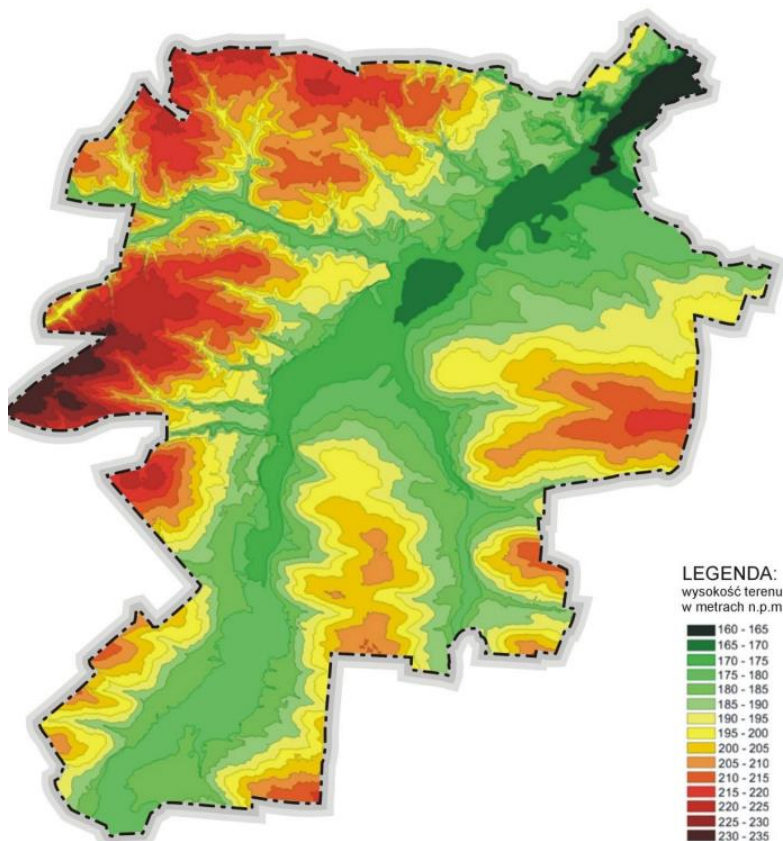 LEGENDA:
wysokość terenu
w metrach n.p.m
160 - 165
165 - 170
170 - 175
175 - 180
180 - 185
185 - 190
190 - 195
195 - 200
200 - 205
205 - 210
210 - 215
215 - 220
220 - 225
225 - 230
230 - 235